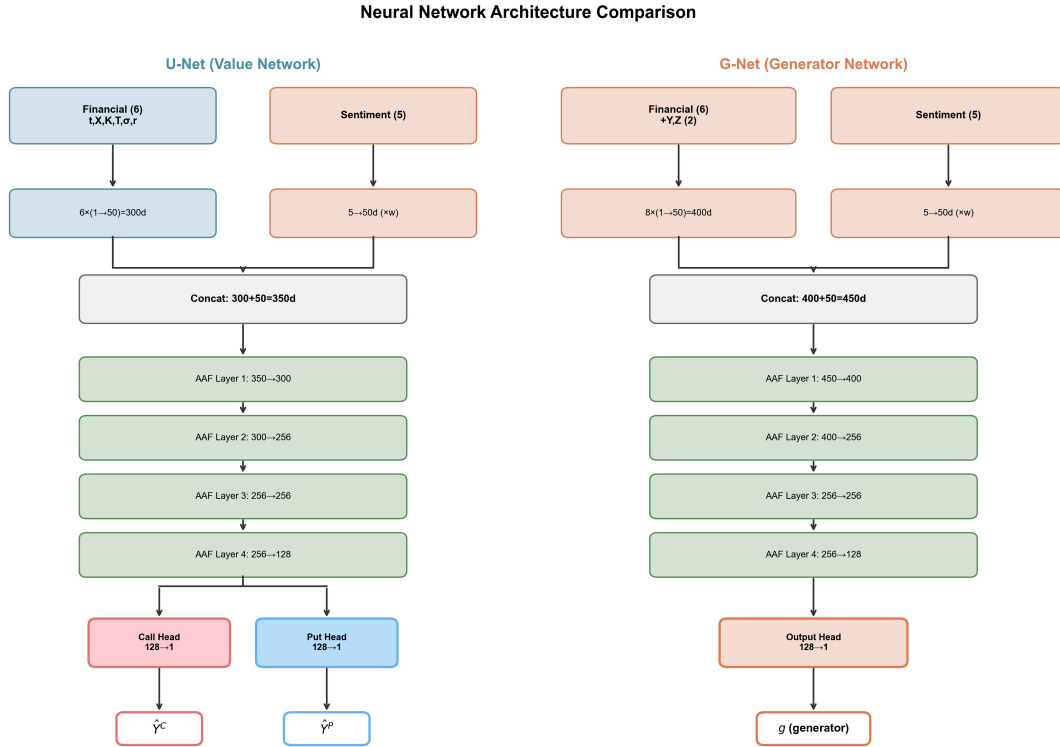 Neural Network Architecture Comparison
U-Net (Value Network)
Financial (6)
t,X,K,T,σ,r
Sentiment (5)
6×(1→50)=300d
5→50d (×w)
Concat: 300+50=350d
AAF Layer 1: 350→300
AAF Layer 2: 300→256
AAF Layer 3: 256→256
AAF Layer 4: 256→128
Call Head
128→1
Put Head
128→1
Ŷᶜ
Ŷᴾ
G-Net (Generator Network)
Financial (6)
+Y,Z (2)
Sentiment (5)
8×(1→50)=400d
5→50d (×w)
Concat: 400+50=450d
AAF Layer 1: 450→400
AAF Layer 2: 400→256
AAF Layer 3: 256→256
AAF Layer 4: 256→128
Output Head
128→1
g (generator)